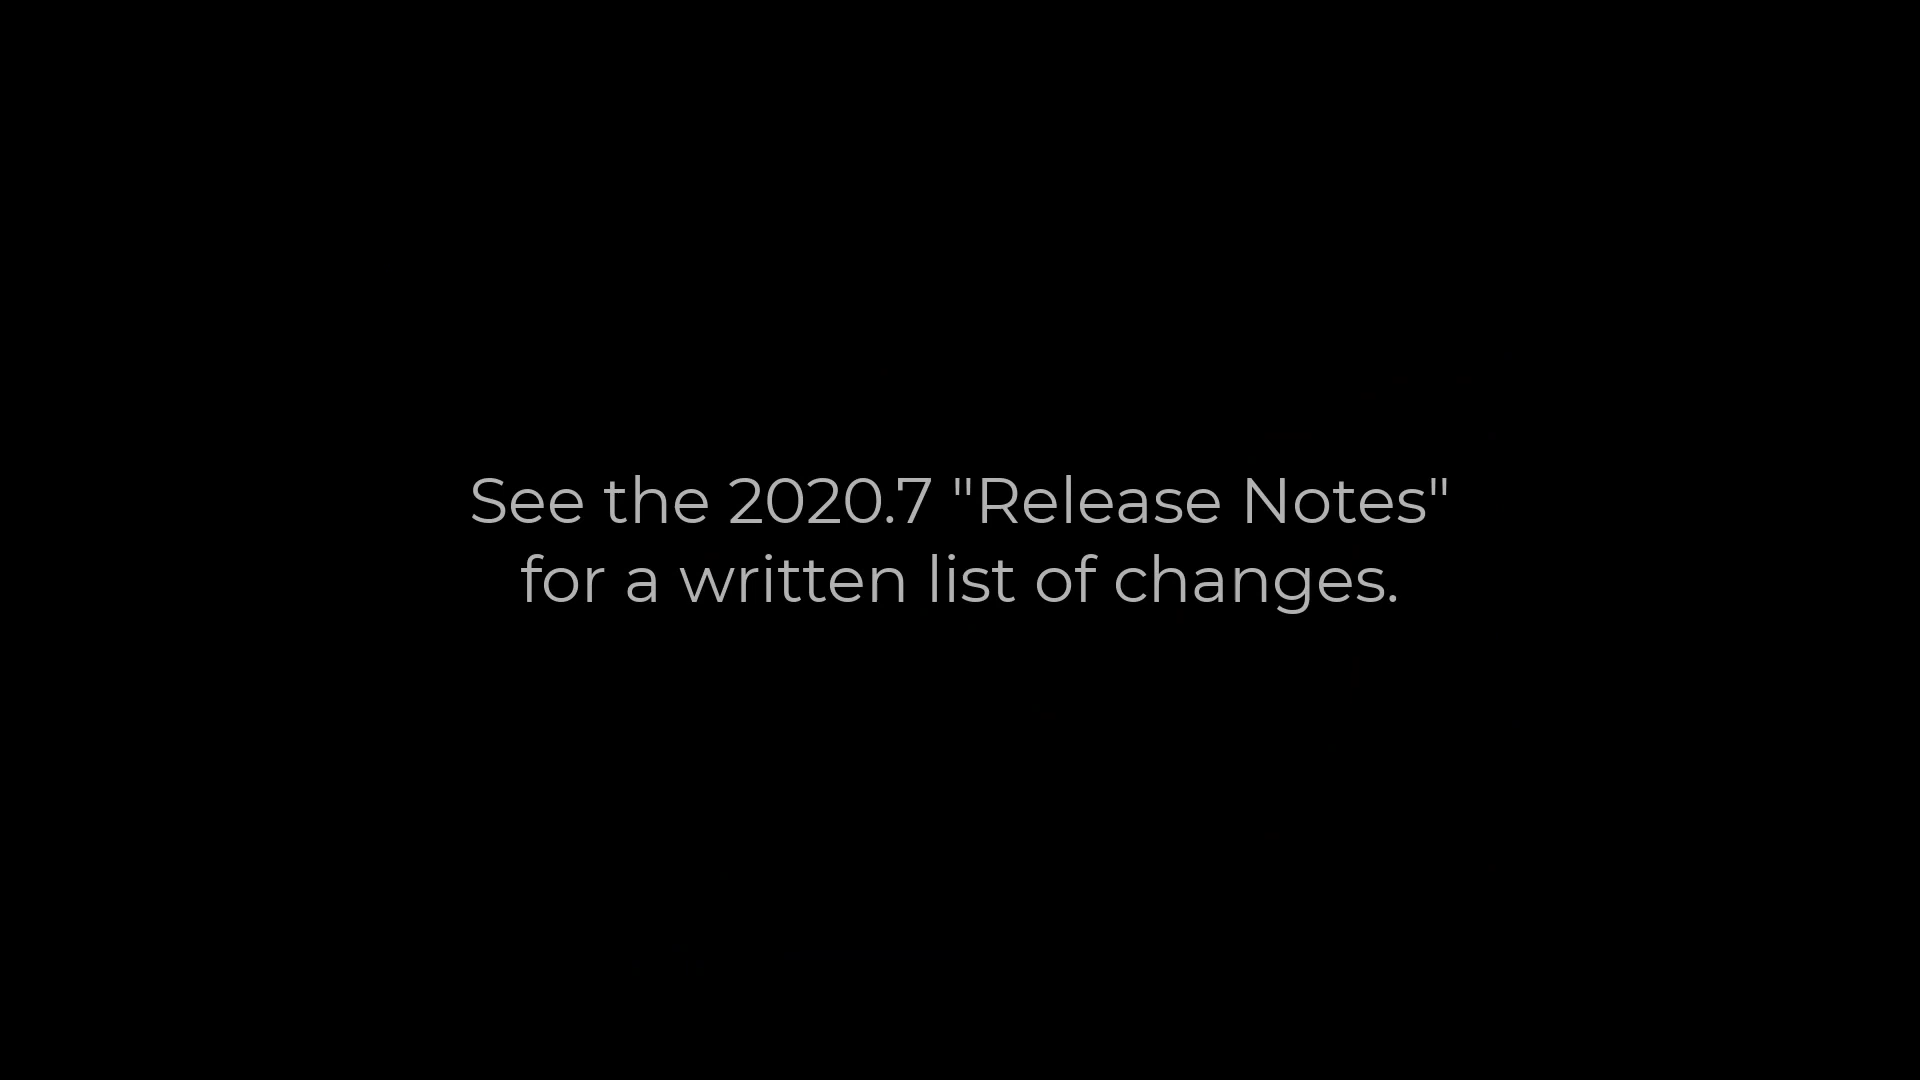 See the 2020.7 "Release Notes"
for a written list of changes.